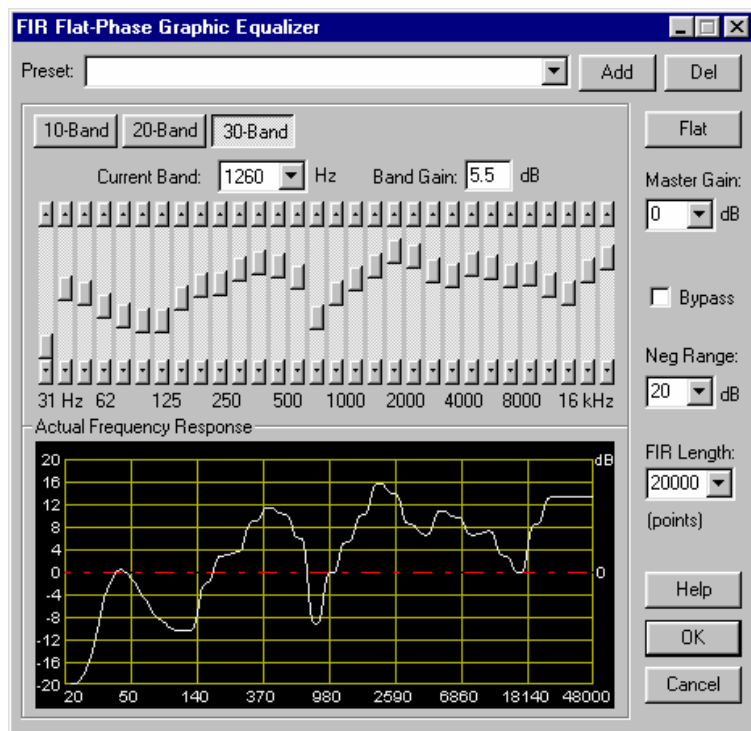 FIR Flat-Phase Graphic Equalizer
Preset: Add Del
10-Band 20-Band 30-Band Flat
Current Band: 1260 Hz Band Gain: 5.5 dB
Master Gain:
0 dB
Bypass
Neg Range:
20 dB
31 Hz 62 125 250 500 1000 2000 4000 8000 16 kHz
Actual Frequency Response
FIR Length:
20000
(points)
20 dB
16
12
8
4
0 0
-4
-8
-12
-16
-20
20 50 140 370 980 2590 6860 18140 48000
Help
OK
Cancel